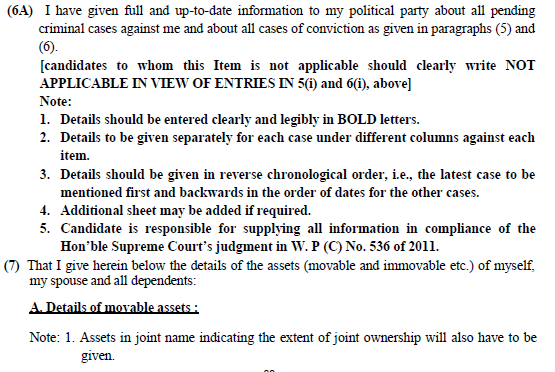 (6A) I have given full and up-to-date information to my political party about all pending
criminal cases against me and about all cases of conviction as given in paragraphs (5) and
(6).
[candidates to whom this Item is not applicable should clearly write NOT
APPLICABLE IN VIEW OF ENTRIES IN 5(i) and 6(i), above]
Note:
1. Details should be entered clearly and legibly in BOLD letters.
2. Details to be given separately for each case under different columns against each
item.
3. Details should be given in reverse chronological order, i.e., the latest case to be
mentioned first and backwards in the order of dates for the other cases.
4. Additional sheet may be added if required.
5. Candidate is responsible for supplying all information in compliance of the
Hon'ble Supreme Court's judgment in W. P (C) No. 536 of 2011.
(7) That I give herein below the details of the assets (movable and immovable etc.) of myself,
my spouse and all dependents:
A. Details of movable assets :
Note: 1. Assets in joint name indicating the extent of joint ownership will also have to be
given.